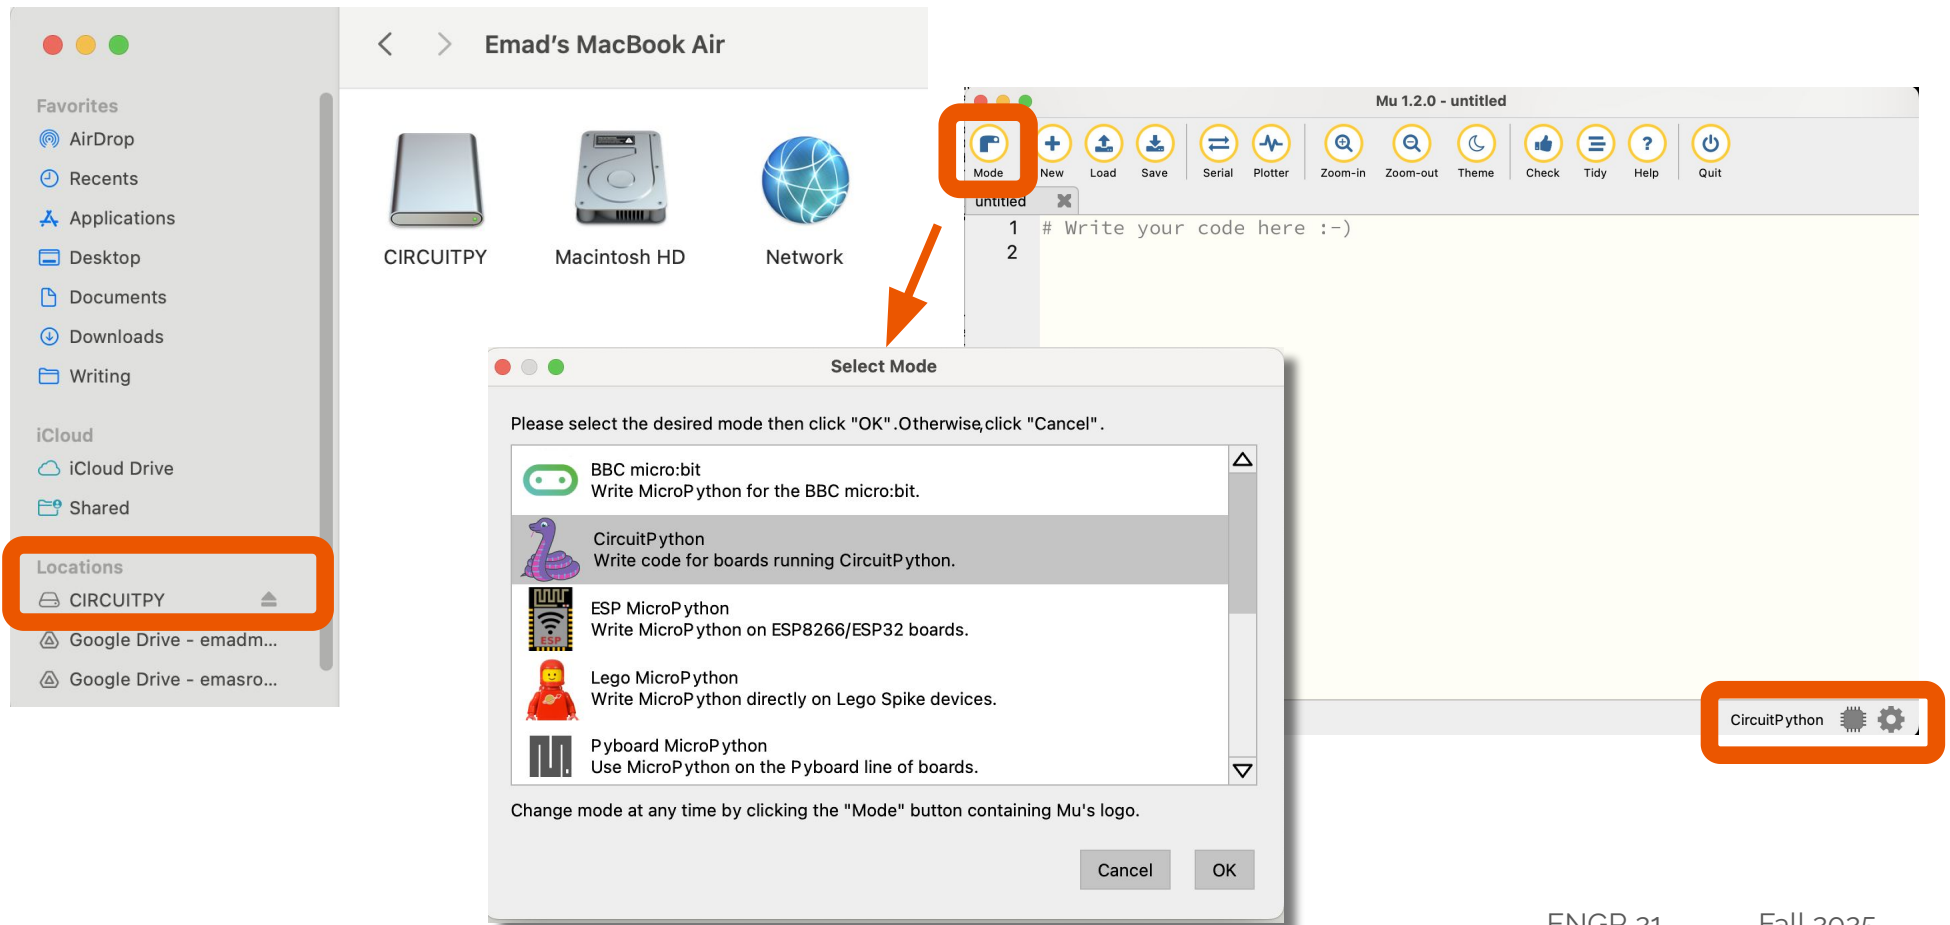 Emad's MacBook Air
Favorites
AirDrop
Recents
Applications
Desktop
Documents
Downloads
Writing
iCloud
iCloud Drive
Shared
Locations
CIRCUITPY
Google Drive - emadm...
Google Drive - emasro...
CIRCUITPY
Macintosh HD
Network
Mu 1.2.0 - untitled
Mode
New
Load
Save
Serial
Plotter
Zoom-in
Zoom-out
Theme
Check
Tidy
Help
Quit
untitled
1 # Write your code here :-)
2
Select Mode
Please select the desired mode then click "OK".Otherwise,click "Cancel".
BBC micro:bit
Write MicroPython for the BBC micro:bit.
CircuitPython
Write code for boards running CircuitPython.
ESP
ESP MicroPython
Write MicroPython on ESP8266/ESP32 boards.
Lego MicroPython
Write MicroPython directly on Lego Spike devices.
Pyboard MicroPython
Use MicroPython on the Pyboard line of boards.
Change mode at any time by clicking the "Mode" button containing Mu's logo.
Cancel
OK
CircuitPython
ENGR 21
Fall 2025